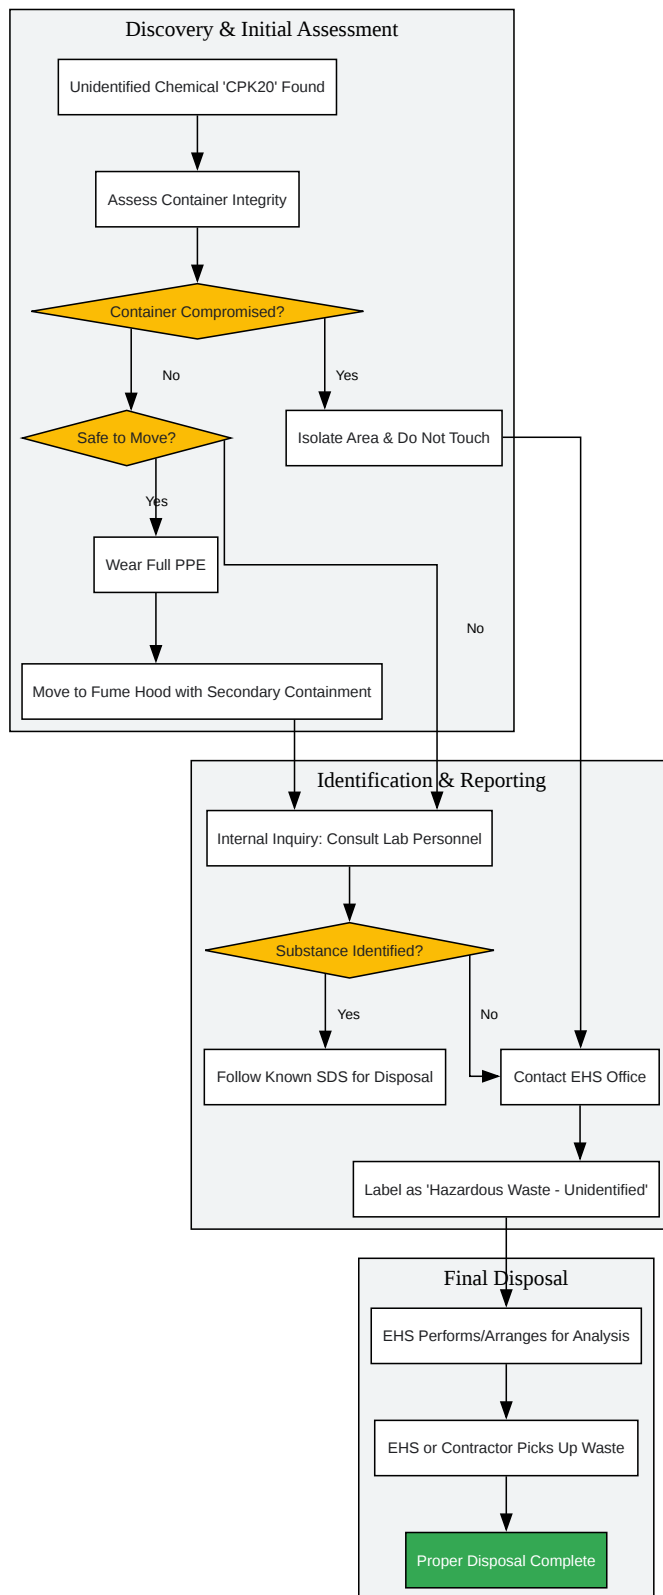 Discovery & Initial Assessment
Unidentified Chemical 'CPK20' Found
Assess Container Integrity
Container Compromised?
No
Yes
Safe to Move?
Isolate Area & Do Not Touch
Yes
Wear Full PPE
No
Move to Fume Hood with Secondary Containment
Identification & Reporting
Internal Inquiry: Consult Lab Personnel
Substance Identified?
Yes
No
Follow Known SDS for Disposal
Contact EHS Office
Label as 'Hazardous Waste - Unidentified'
Final Disposal
EHS Performs/Arranges for Analysis
EHS or Contractor Picks Up Waste
Proper Disposal Complete